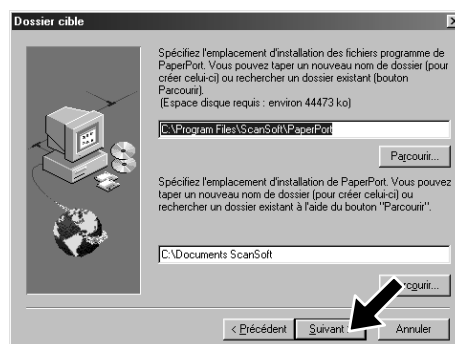 Dossier cible
Spécifiez l'emplacement d'installation des fichiers programme de
PaperPort. Vous pouvez taper un nouveau nom de dossier (pour
créer celui-ci) ou rechercher un dossier existant (bouton
Parcourir).
(Espace disque requis : environ 44473 ko)
C:\Program Files\ScanSoft\PaperPort
Parcourir...
Spécifiez l'emplacement d'installation de PaperPort. Vous pouvez
taper un nouveau nom de dossier (pour créer celui-ci) ou
rechercher un dossier existant à l'aide du bouton "Parcourir".
C:\Documents ScanSoft
rcourir...
< Précédent Suivant Annuler